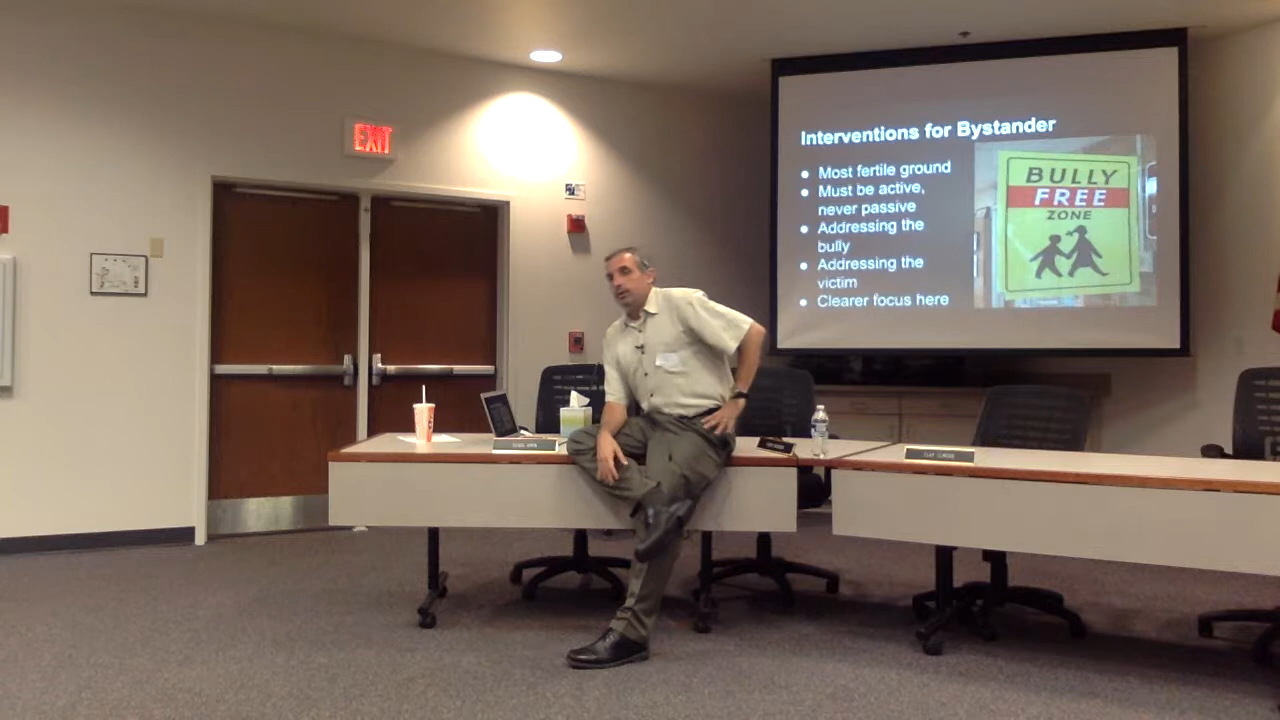 EXIT
Interventions for Bystander
● Most fertile ground
● Must be active,
never passive
● Addressing the
bully
● Addressing the
victim
● Clearer focus here
BULLY
FREE
ZONE